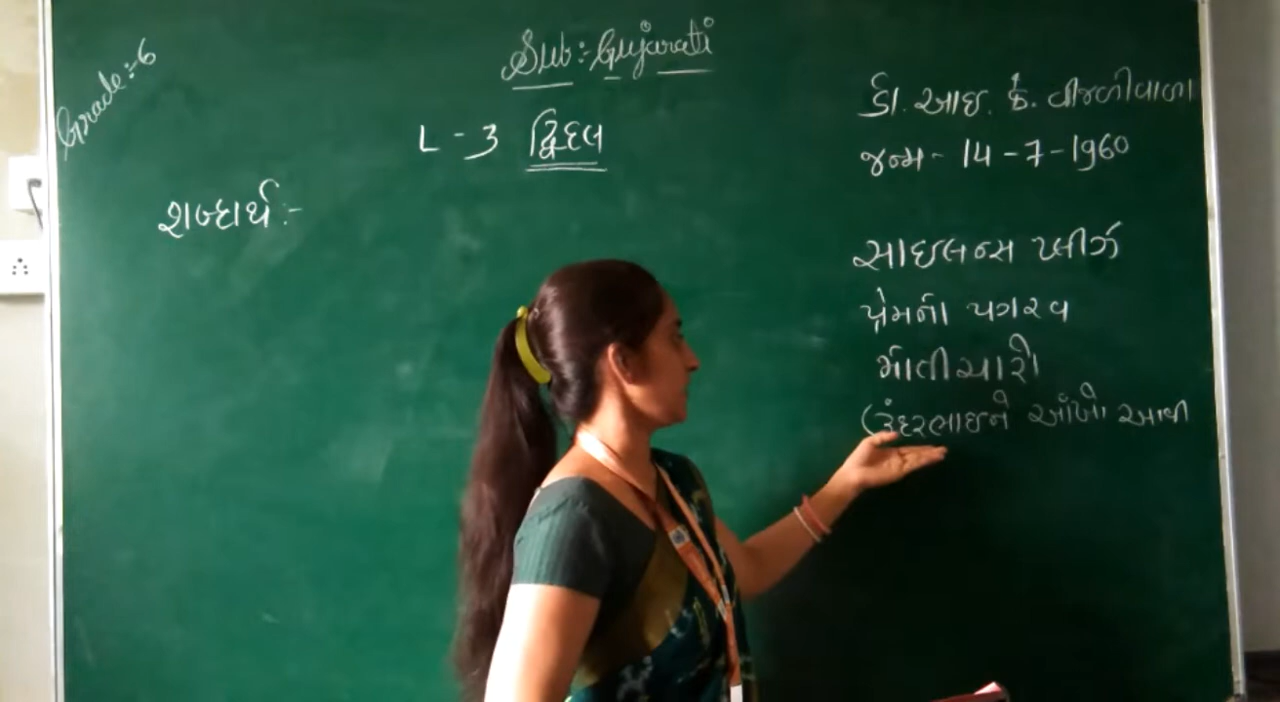 Grade:- 6
Sub :- Gujarati
L - 3 દ્વિદલ
શબ્દાર્થ :-
ડૉ. આઇ. કે. વીજળીવાળા
જન્મ - 14 - 7 - 1960
સાઇલન્સ પ્લીઝ
પ્રેમનો પગરવ
મોતીચારો
(ઉંદરભાઇને આંખો આવી